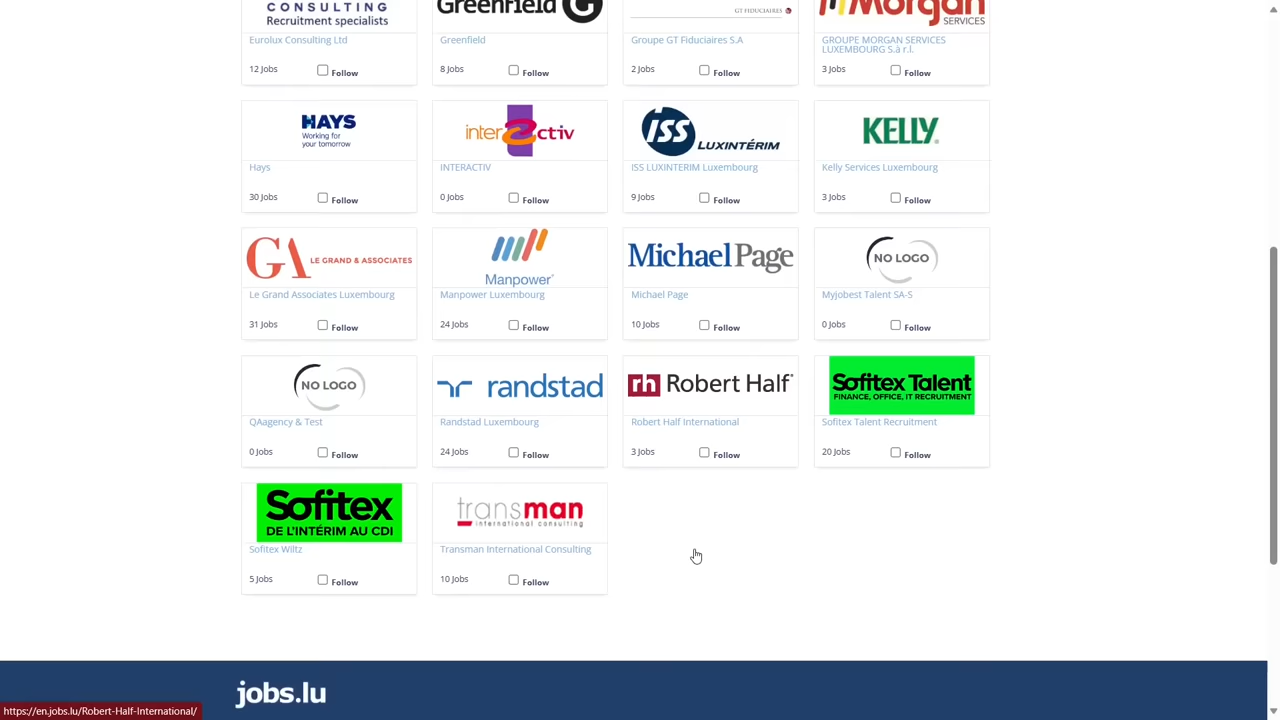 CONSULTING
Recruitment specialists
Eurolux Consulting Ltd
12 Jobs
Follow
Greenfield G
Greenfield
8 Jobs
Follow
GT FIDUCIAIRES
Groupe GT Fiduciaires S.A
2 Jobs
Follow
Morgan
SERVICES
GROUPE MORGAN SERVICES
LUXEMBOURG S.à r.l.
3 Jobs
Follow
HAYS
Working for
your tomorrow
Hays
30 Jobs
Follow
inter2ctiv
INTERACTIV
0 Jobs
Follow
ISS LUXINTÉRIM
ISS LUXINTERIM Luxembourg
9 Jobs
Follow
KELLY
Kelly Services Luxembourg
3 Jobs
Follow
GA LE GRAND & ASSOCIATES
Le Grand Associates Luxembourg
31 Jobs
Follow
Manpower
Manpower Luxembourg
24 Jobs
Follow
Michael Page
Michael Page
10 Jobs
Follow
NO LOGO
Myjobest Talent SA-S
0 Jobs
Follow
NO LOGO
QAagency & Test
0 Jobs
Follow
randstad
Randstad Luxembourg
24 Jobs
Follow
rh Robert Half
Robert Half International
3 Jobs
Follow
Sofitex Talent
FINANCE, OFFICE, IT RECRUITMENT
Sofitex Talent Recruitment
20 Jobs
Follow
Sofitex
DE L'INTÉRIM AU CDI
Sofitex Wiltz
5 Jobs
Follow
transman
international consulting
Transman International Consulting
10 Jobs
Follow
jobs.lu
https://en.jobs.lu/Robert-Half-International/